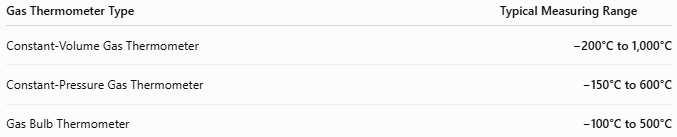 Gas Thermometer Type Typical Measuring Range
Constant-Volume Gas Thermometer −200°C to 1,000°C
Constant-Pressure Gas Thermometer −150°C to 600°C
Gas Bulb Thermometer −100°C to 500°C